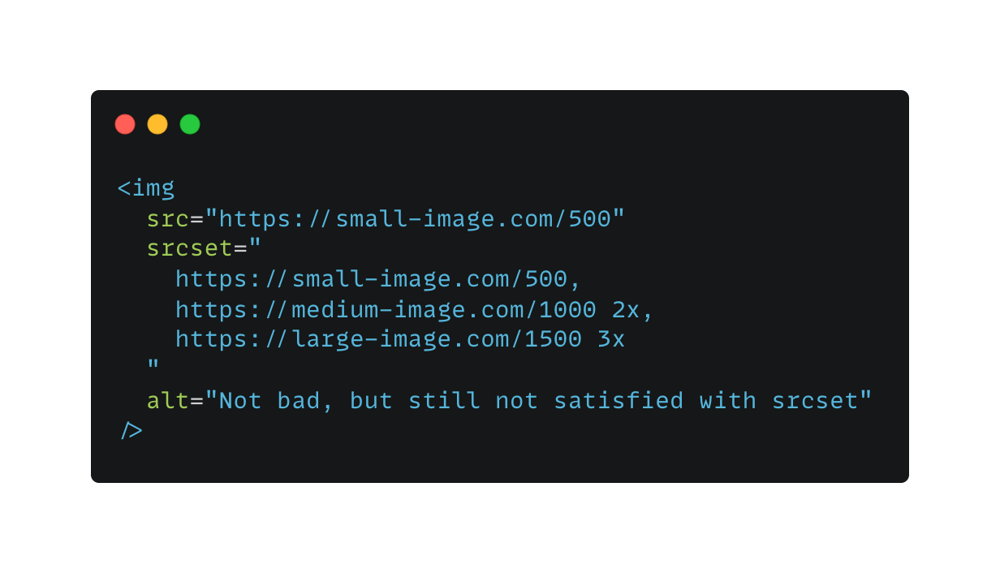 <img
src="https://small-image.com/500"
srcset="
https://small-image.com/500,
https://medium-image.com/1000 2x,
https://large-image.com/1500 3x
"
alt="Not bad, but still not satisfied with srcset"
/>